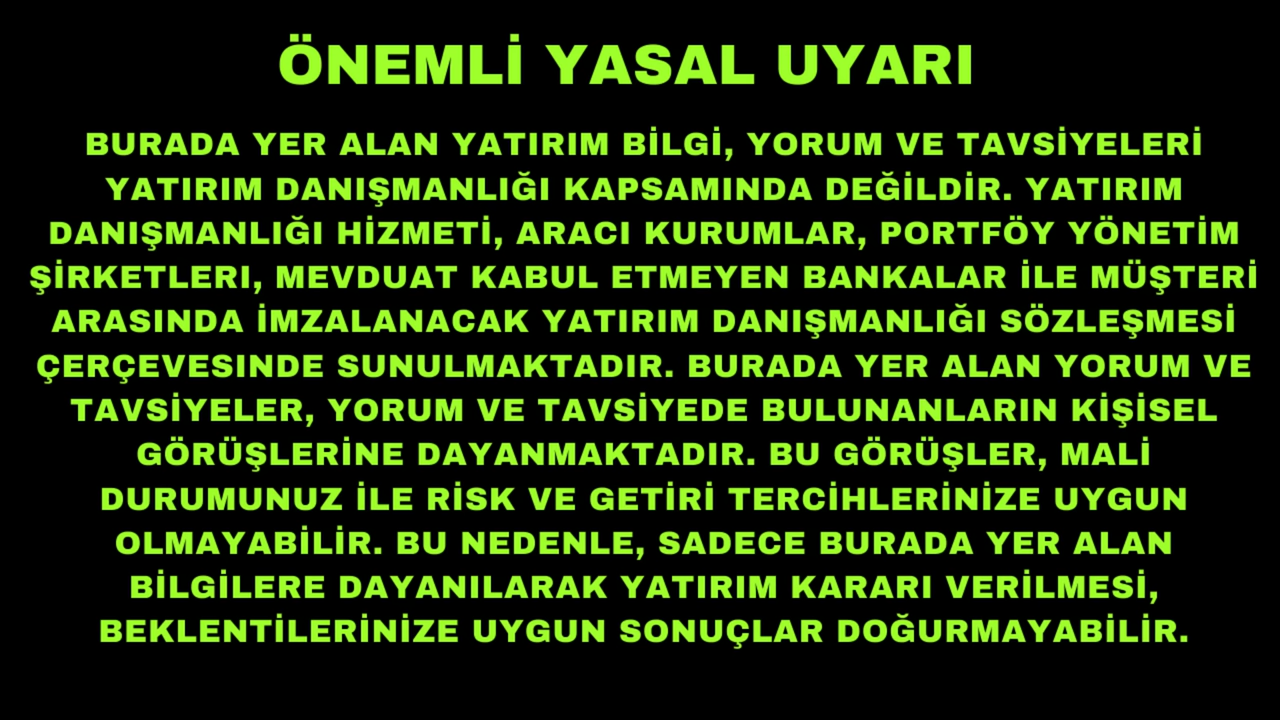 ÖNEMLİ YASAL UYARI
BURADA YER ALAN YATIRIM BİLGİ, YORUM VE TAVSİYELERİ
YATIRIM DANIŞMANLIĞI KAPSAMINDA DEĞİLDİR. YATIRIM
DANIŞMANLIĞI HİZMETİ, ARACI KURUMLAR, PORTFÖY YÖNETİM
ŞİRKETLERI, MEVDUAT KABUL ETMEYEN BANKALAR İLE MÜŞTERİ
ARASINDA İMZALANACAK YATIRIM DANIŞMANLIĞI SÖZLEŞMESİ
ÇERÇEVESINDE SUNULMAKTADIR. BURADA YER ALAN YORUM VE
TAVSİYELER, YORUM VE TAVSİYEDE BULUNANLARIN KİŞİSEL
GÖRÜŞLERİNE DAYANMAKTADIR. BU GÖRÜŞLER, MALİ
DURUMUNUZ İLE RİSK VE GETİRİ TERCİHLERİNİZE UYGUN
OLMAYABİLİR. BU NEDENLE, SADECE BURADA YER ALAN
BİLGİLERE DAYANILARAK YATIRIM KARARI VERİLMESİ,
BEKLENTİLERİNİZE UYGUN SONUÇLAR DOĞURMAYABİLİR.